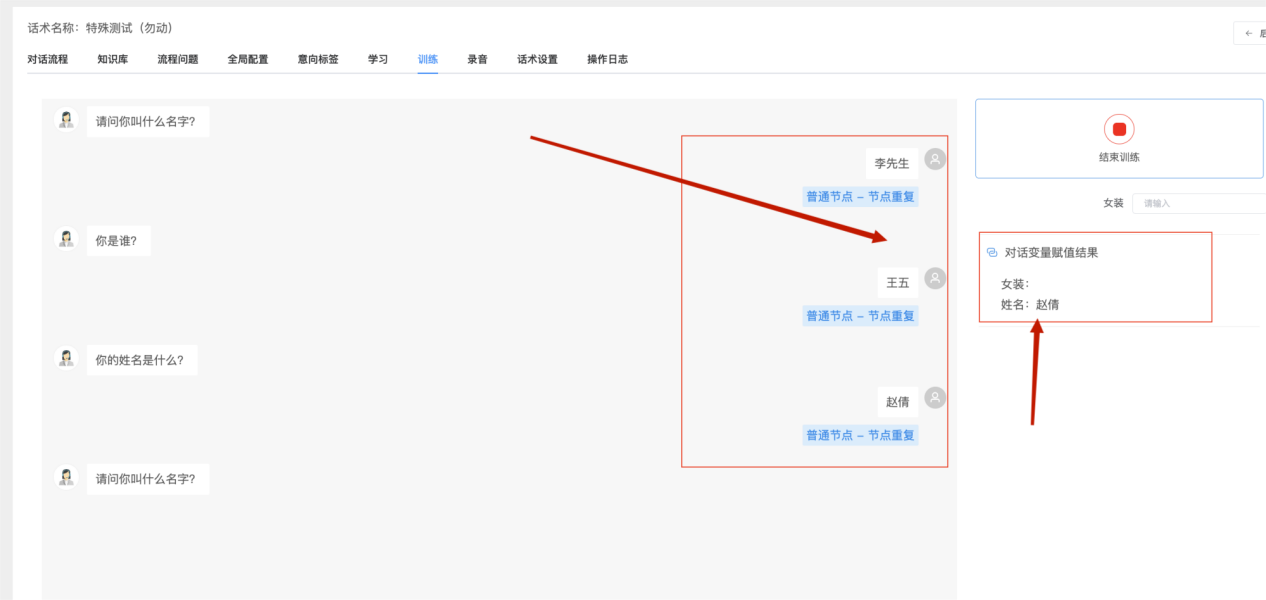 话术名称：特殊测试（勿动）
←
对话流程 知识库 流程问题 全局配置 意向标签 学习 训练 录音 话术设置 操作日志
请问你叫什么名字?
李先生
普通节点 – 节点重复
你是谁?
王五
普通节点 – 节点重复
你的姓名是什么?
赵倩
普通节点 – 节点重复
请问你叫什么名字?
结束训练
女装 请输入
对话变量赋值结果
女装：
姓名：赵倩